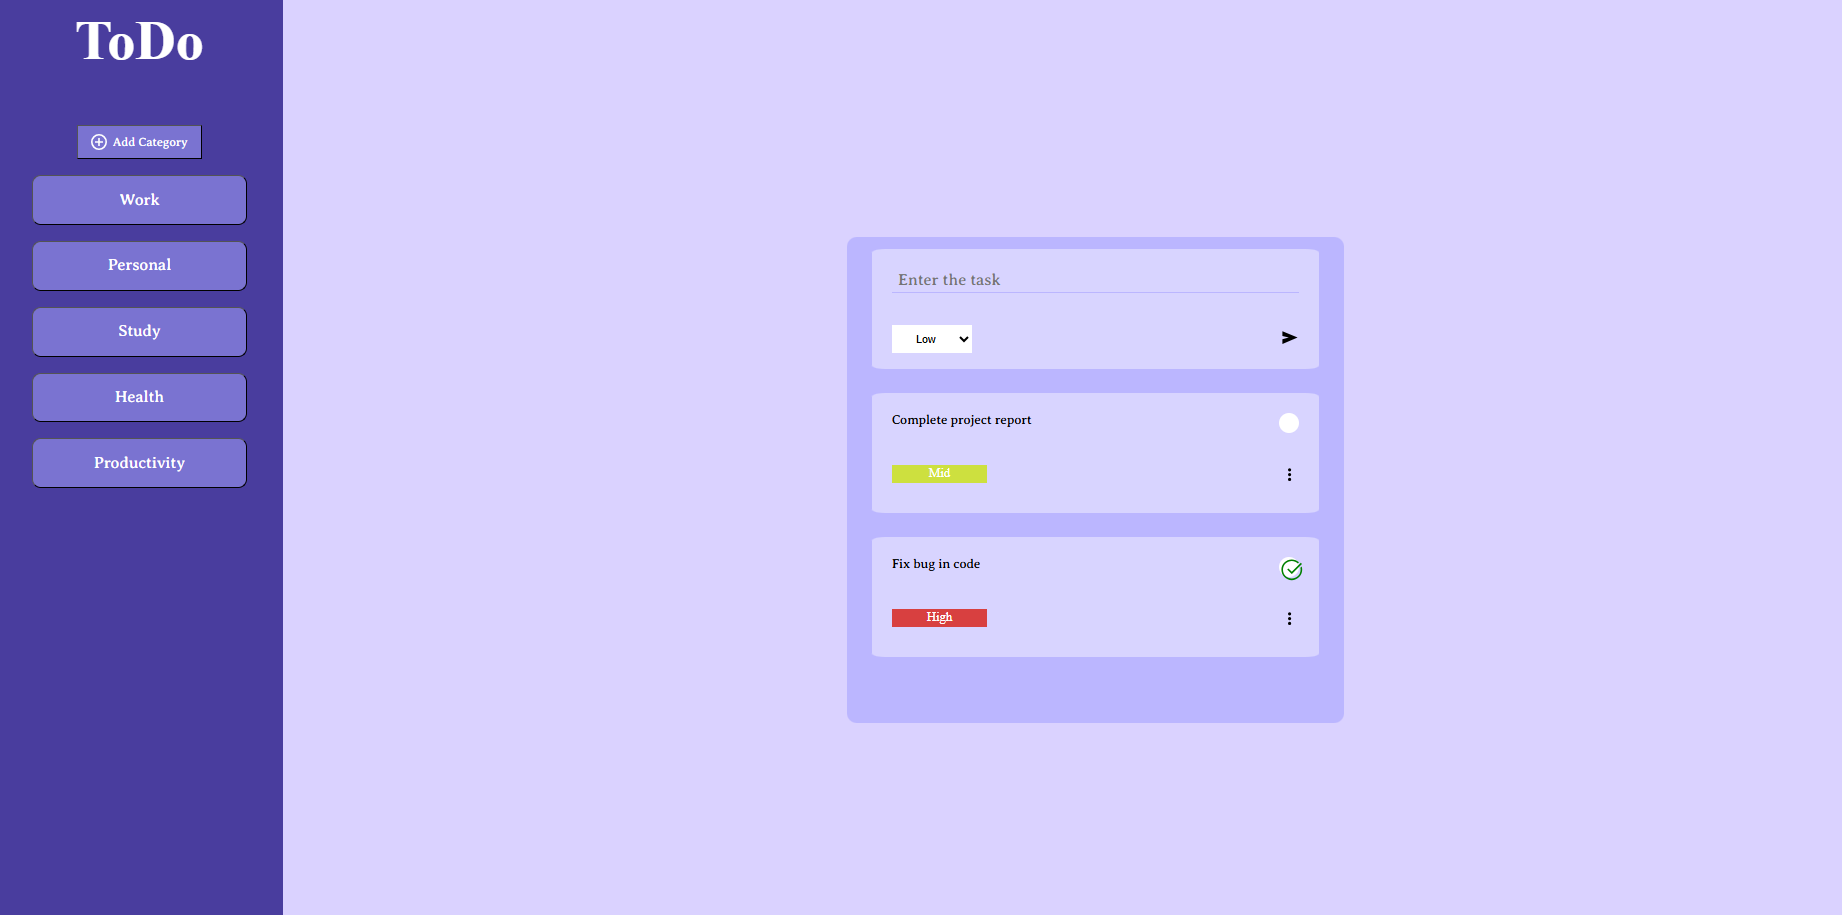 ToDo
Add Category
Work
Personal
Study
Health
Productivity
Enter the task
Low
Complete project report
Mid
Fix bug in code
High